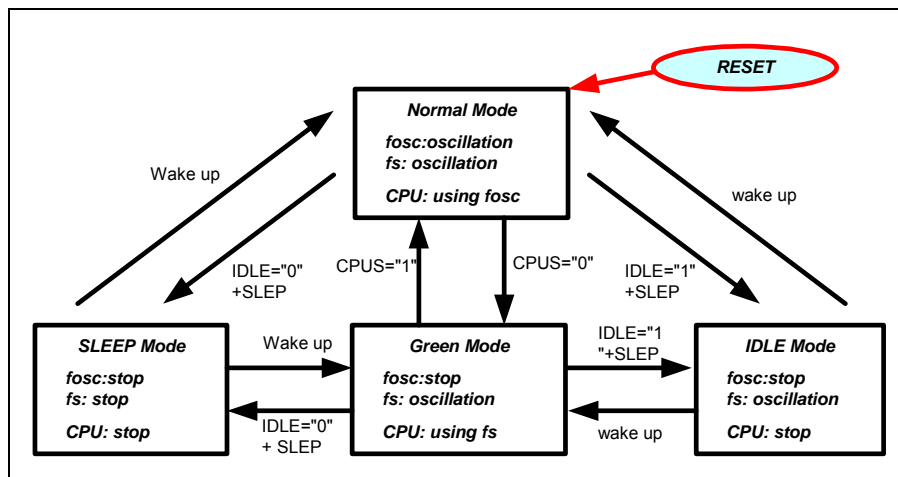 RESET
Normal Mode
fosc:oscillation
fs: oscillation
CPU: using fosc
Wake up
wake up
IDLE="0"
+SLEP
CPUS="1"
CPUS="0"
IDLE="1"
+SLEP
SLEEP Mode
fosc:stop
fs: stop
CPU: stop
Wake up
IDLE="0"
+ SLEP
Green Mode
fosc:stop
fs: oscillation
CPU: using fs
IDLE="1
"+SLEP
wake up
IDLE Mode
fosc:stop
fs: oscillation
CPU: stop